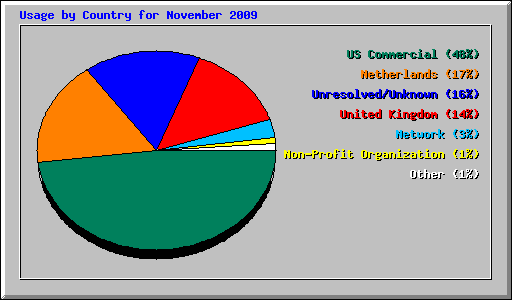 Usage by Country for November 2009
US Commercial (48%)
Netherlands (17%)
Unresolved/Unknown (16%)
United Kingdom (14%)
Network (3%)
Non-Profit Organization (1%)
Other (1%)